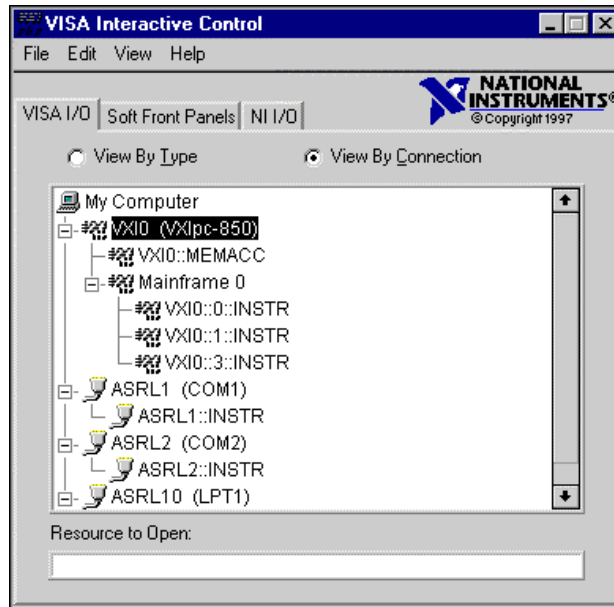 VISA Interactive Control
File Edit View Help
NATIONAL
INSTRUMENTS®
© Copyright 1997
VISA I/O Soft Front Panels NI I/O
View By Type View By Connection
My Computer
VXI0 (VXIpc-850)
VXI0::MEMACC
Mainframe 0
VXI0::0::INSTR
VXI0::1::INSTR
VXI0::3::INSTR
ASRL1 (COM1)
ASRL1::INSTR
ASRL2 (COM2)
ASRL2::INSTR
ASRL10 (LPT1)
Resource to Open: